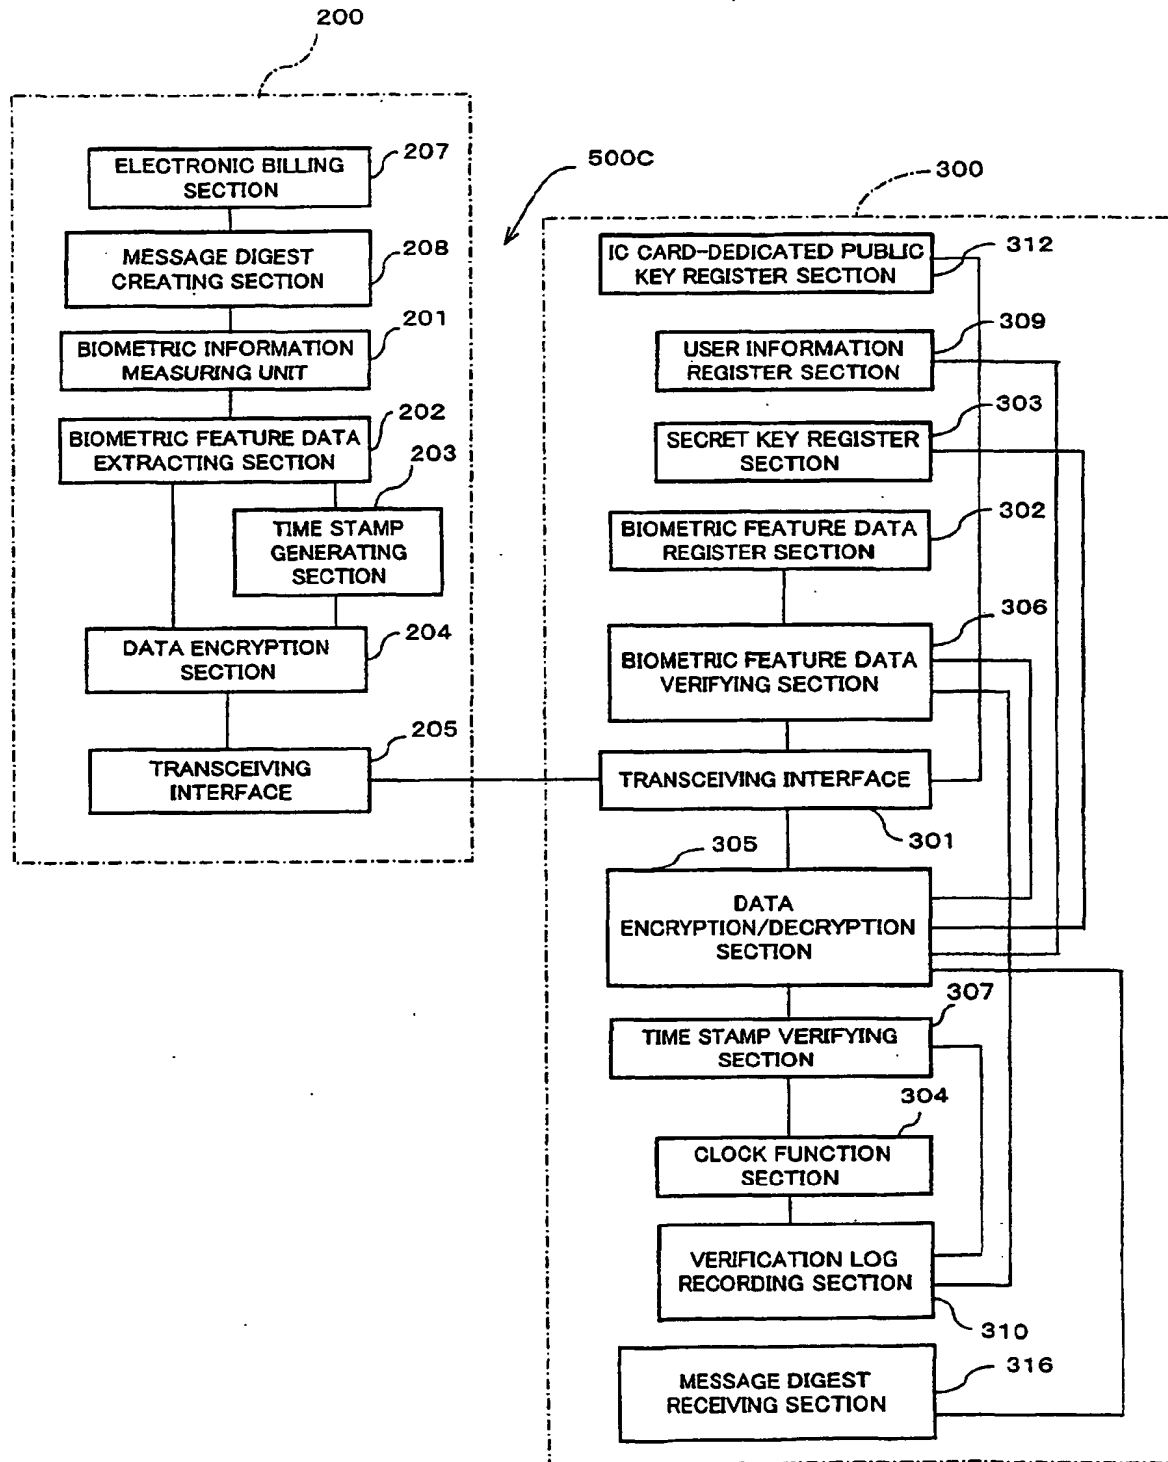 200
ELECTRONIC BILLING
SECTION
207
MESSAGE DIGEST
CREATING SECTION
208
BIOMETRIC INFORMATION
MEASURING UNIT
201
BIOMETRIC FEATURE DATA
EXTRACTING SECTION
202
203
TIME STAMP
GENERATING
SECTION
DATA ENCRYPTION
SECTION
204
TRANSCEIVING
INTERFACE
205
500C
300
IC CARD-DEDICATED PUBLIC
KEY REGISTER SECTION
312
USER INFORMATION
REGISTER SECTION
309
SECRET KEY REGISTER
SECTION
303
BIOMETRIC FEATURE DATA
REGISTER SECTION
302
BIOMETRIC FEATURE DATA
VERIFYING SECTION
306
TRANSCEIVING INTERFACE
301
305
DATA
ENCRYPTION/DECRYPTION
SECTION
307
TIME STAMP VERIFYING
SECTION
304
CLOCK FUNCTION
SECTION
VERIFICATION LOG
RECORDING SECTION
310
MESSAGE DIGEST
RECEIVING SECTION
316